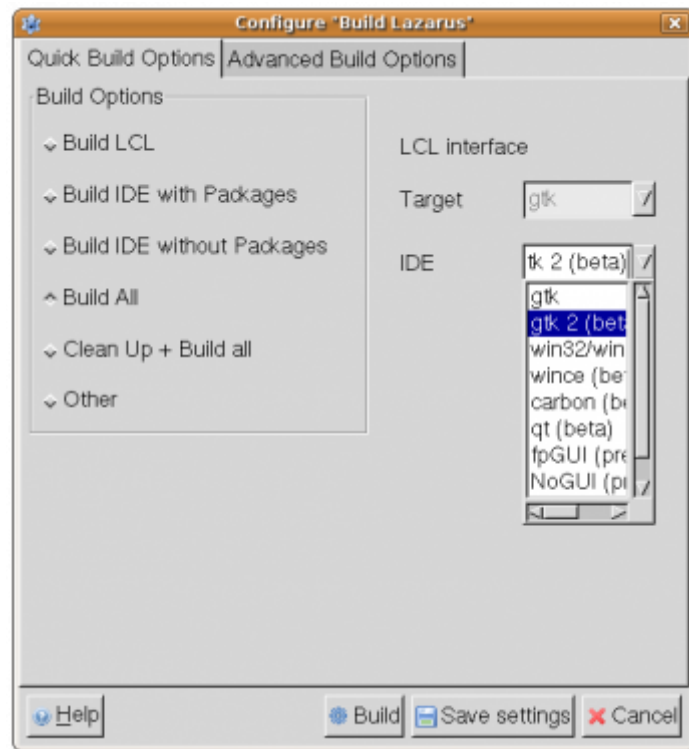 Configure "Build Lazarus"
Quick Build Options
Advanced Build Options
Build Options
Build LCL
Build IDE with Packages
Build IDE without Packages
Build All
Clean Up + Build all
Other
LCL interface
Target
gtk
IDE
tk 2 (beta)
gtk
gtk 2 (bet
win32/win
wince (be
carbon (be
qt (beta)
fpGUI (pre
NoGUI (p
Help
Build
Save settings
Cancel